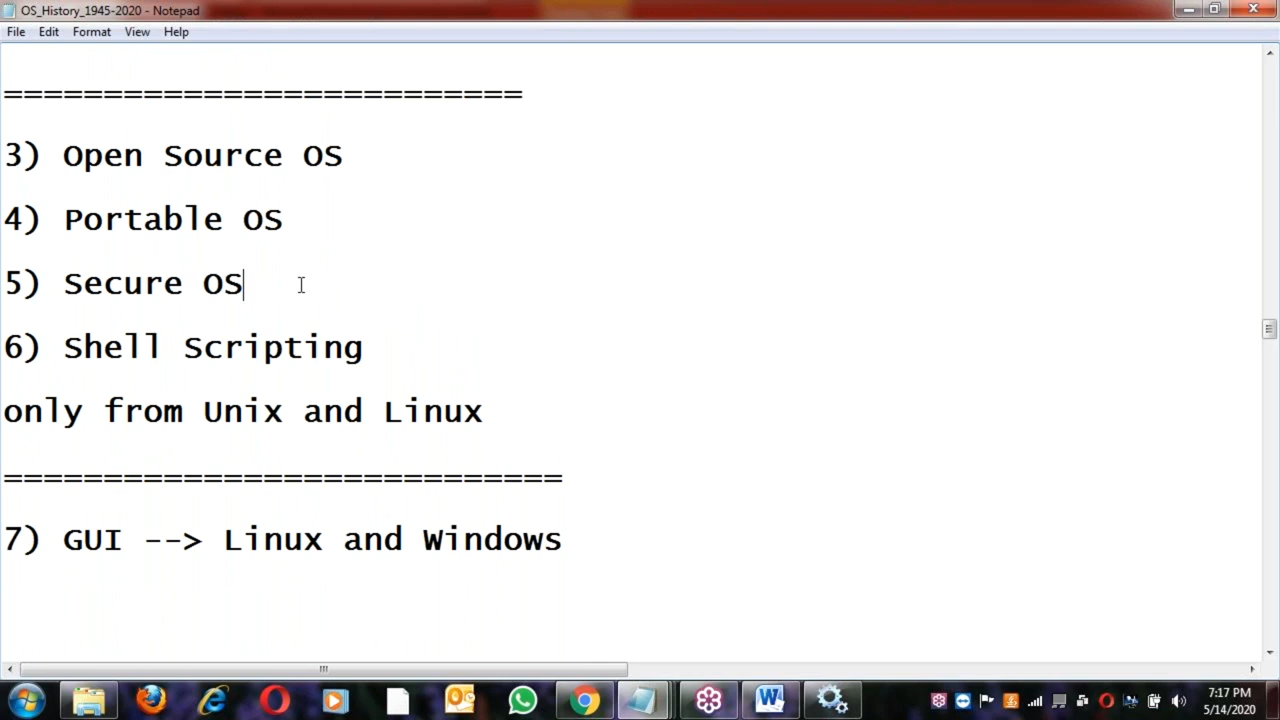 OS_History_1945-2020 - Notepad
File Edit Format View Help
==========================
3) Open Source OS
4) Portable OS
5) Secure OS
6) Shell Scripting
only from Unix and Linux
============================
7) GUI --> Linux and Windows
7:17 PM
5/14/2020